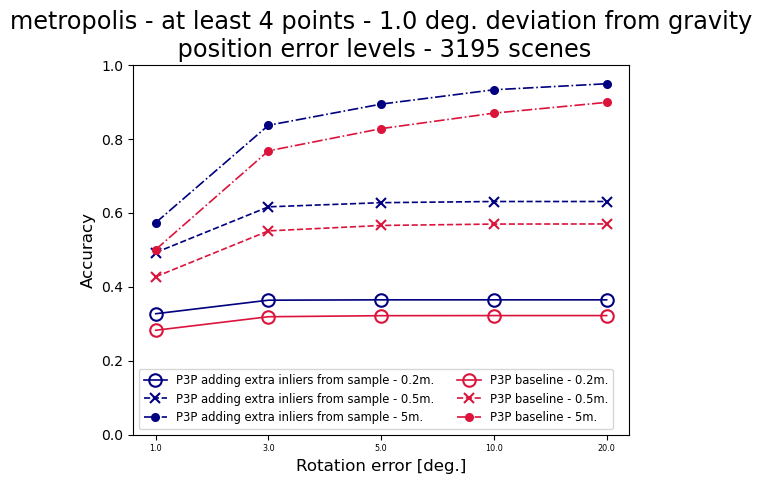 metropolis - at least 4 points - 1.0 deg. deviation from gravity
position error levels - 3195 scenes
1.0
0.8
0.6
0.4
0.2
0.0
Accuracy
P3P adding extra inliers from sample - 0.2m.
P3P adding extra inliers from sample - 0.5m.
P3P adding extra inliers from sample - 5m.
P3P baseline - 0.2m.
P3P baseline - 0.5m.
P3P baseline - 5m.
1.0 3.0 5.0 10.0 20.0
Rotation error [deg.]